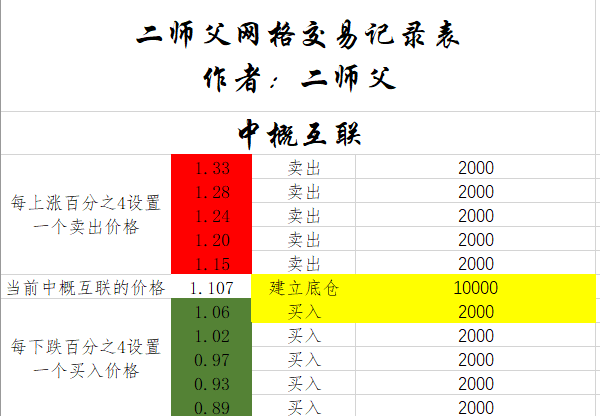 二师父网格交易记录表
作者：二师父
中概互联
每上涨百分之4设置
一个卖出价格
1.33 卖出 2000
1.28 卖出 2000
1.24 卖出 2000
1.20 卖出 2000
1.15 卖出 2000
当前中概互联的价格 1.107 建立底仓 10000
每下跌百分之4设置
一个买入价格
1.06 买入 2000
1.02 买入 2000
0.97 买入 2000
0.93 买入 2000
0.89 买入 2000